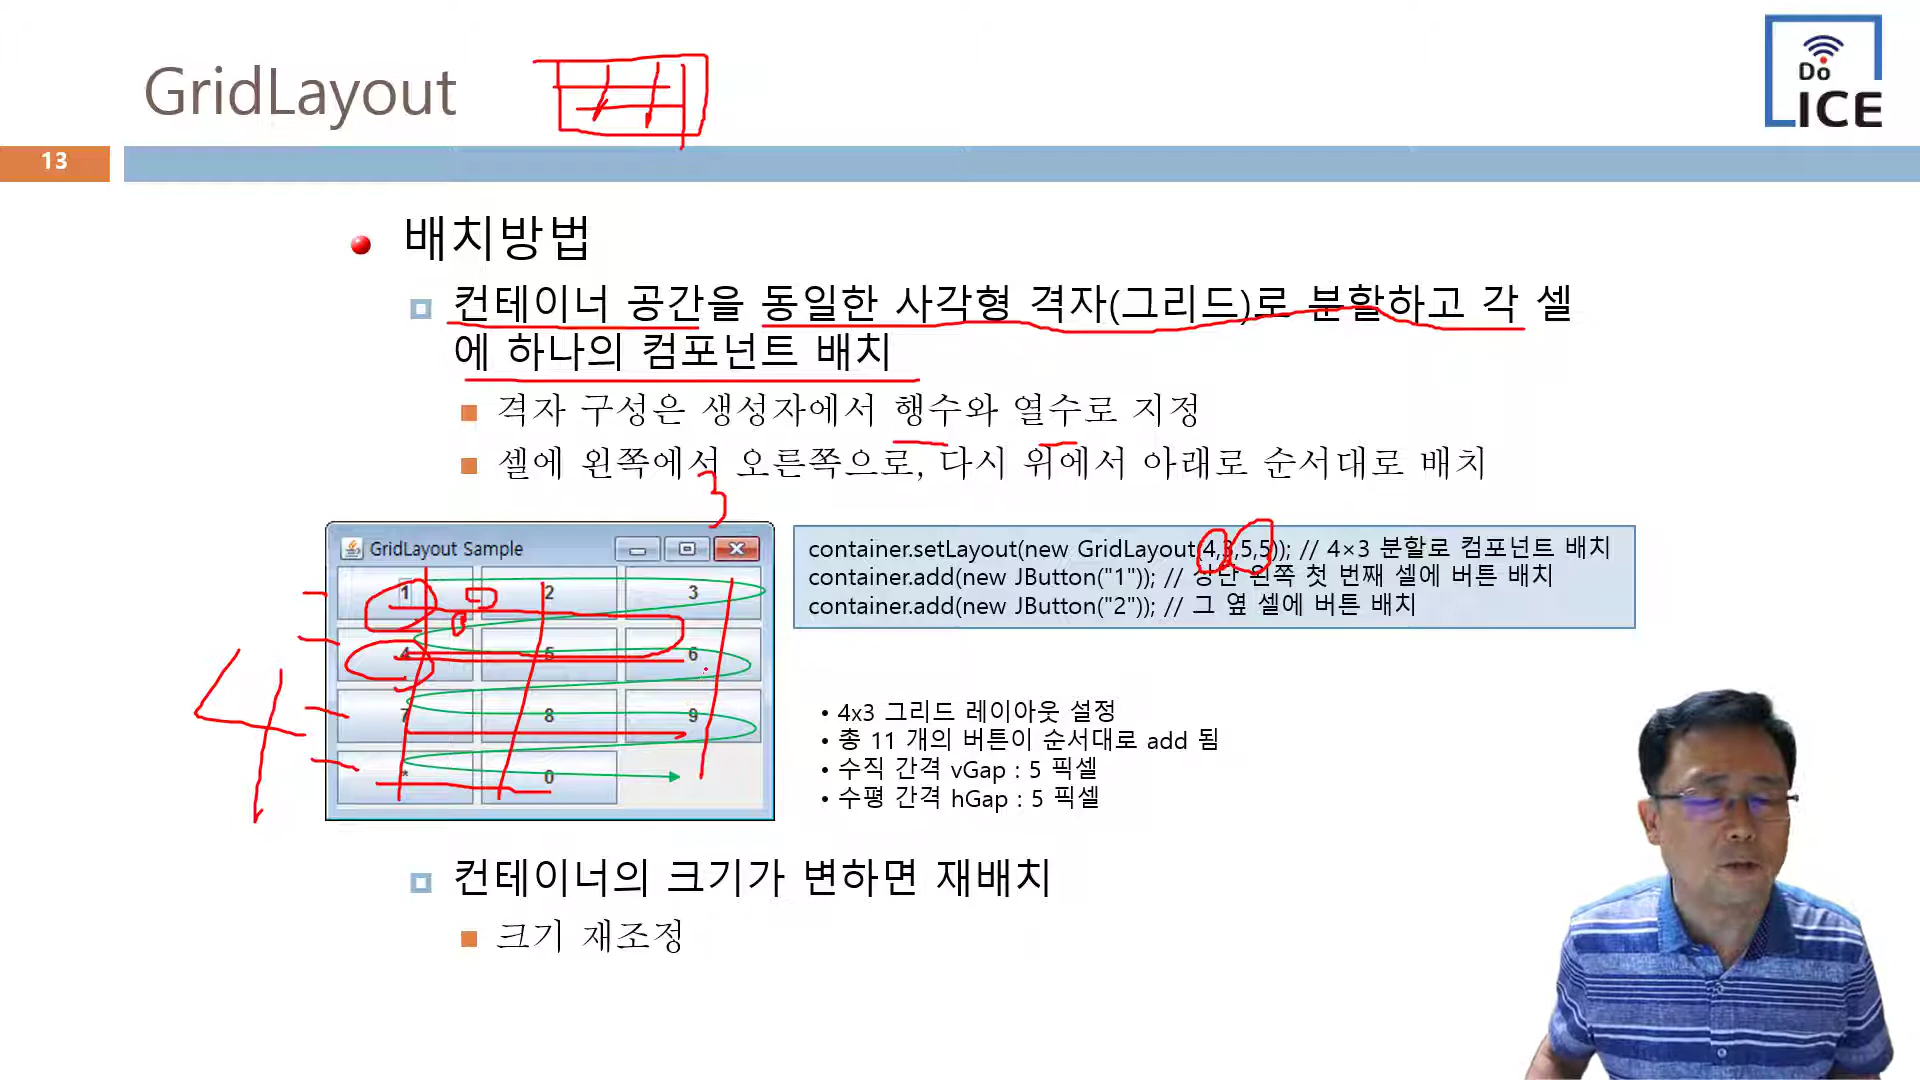 GridLayout
Do
ICE
13
배치방법
컨테이너 공간을 동일한 사각형 격자(그리드)로 분할하고 각 셀
에 하나의 컴포넌트 배치
격자 구성은 생성자에서 행수와 열수로 지정
셀에 왼쪽에서 오른쪽으로, 다시 위에서 아래로 순서대로 배치
3
GridLayout Sample
1 2 3
4 5 6
7 8 9
* 0
4
container.setLayout(new GridLayout(4,3,5,5)); // 4×3 분할로 컴포넌트 배치
container.add(new JButton("1")); // 상단 왼쪽 첫 번째 셀에 버튼 배치
container.add(new JButton("2")); // 그 옆 셀에 버튼 배치
• 4x3 그리드 레이아웃 설정
• 총 11 개의 버튼이 순서대로 add 됨
• 수직 간격 vGap : 5 픽셀
• 수평 간격 hGap : 5 픽셀
컨테이너의 크기가 변하면 재배치
크기 재조정